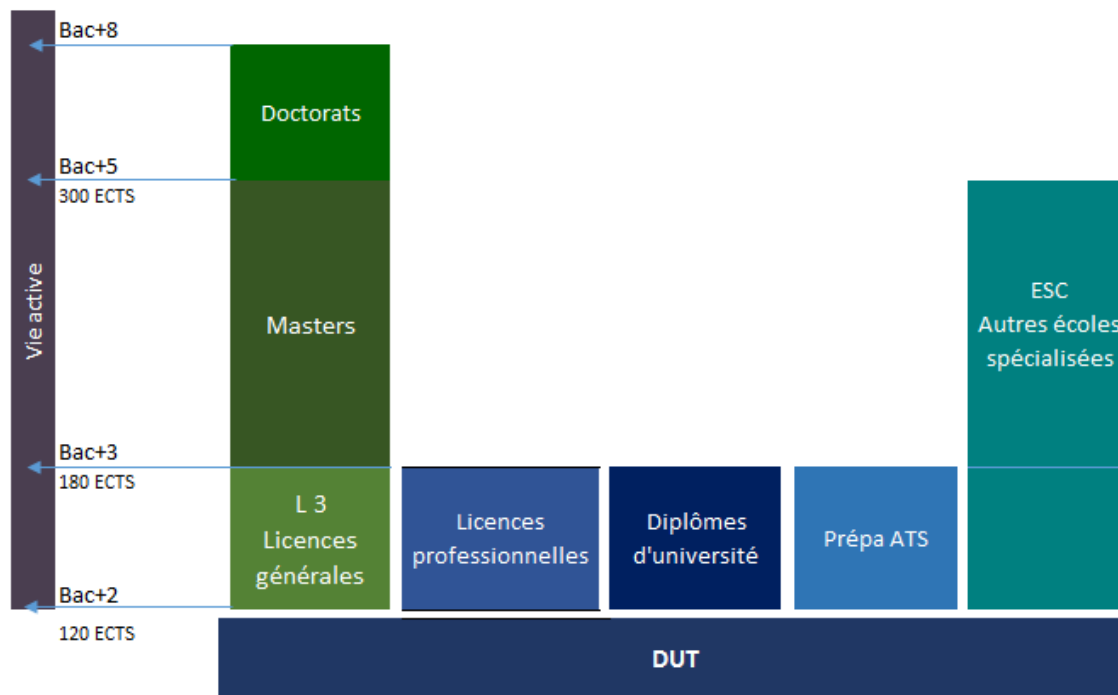 Bac+8
Doctorats
Bac+5
300 ECTS
Vie active
Masters
ESC
Autres écoles
spécialisées
Bac+3
180 ECTS
L 3
Licences
générales
Licences
professionnelles
Diplômes
d'université
Prépa ATS
Bac+2
120 ECTS
DUT